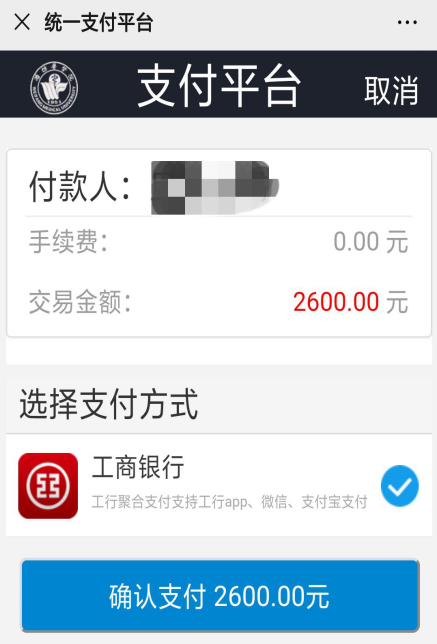 统一支付平台
支付平台
取消
付款人：
手续费： 0.00 元
交易金额： 2600.00 元
选择支付方式
工商银行
工行聚合支付支持工行app、微信、支付宝支付
确认支付 2600.00元